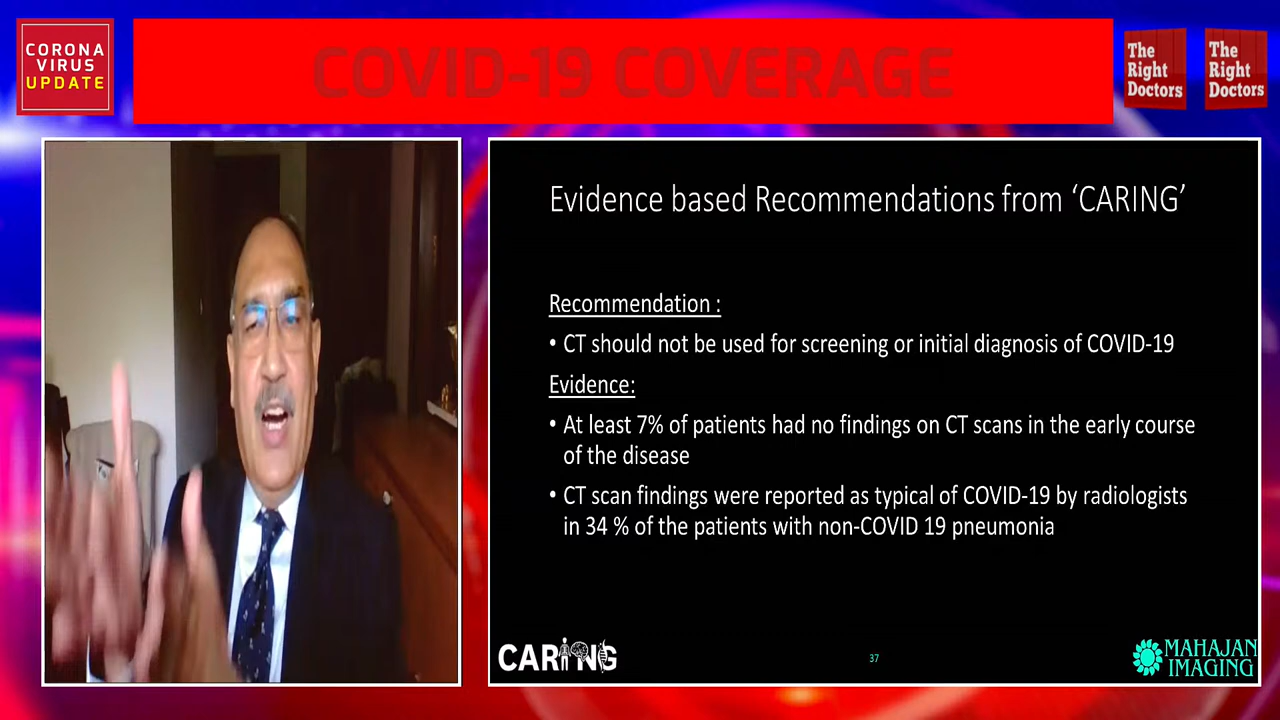 CORONA
VIRUS
UPDATE
COVID-19 COVERAGE
The
Right
Doctors
The
Right
Doctors
Evidence based Recommendations from ‘CARING’
Recommendation :
• CT should not be used for screening or initial diagnosis of COVID-19
Evidence:
• At least 7% of patients had no findings on CT scans in the early course
of the disease
• CT scan findings were reported as typical of COVID-19 by radiologists
in 34 % of the patients with non-COVID 19 pneumonia
CARING
37
MAHAJAN
IMAGING